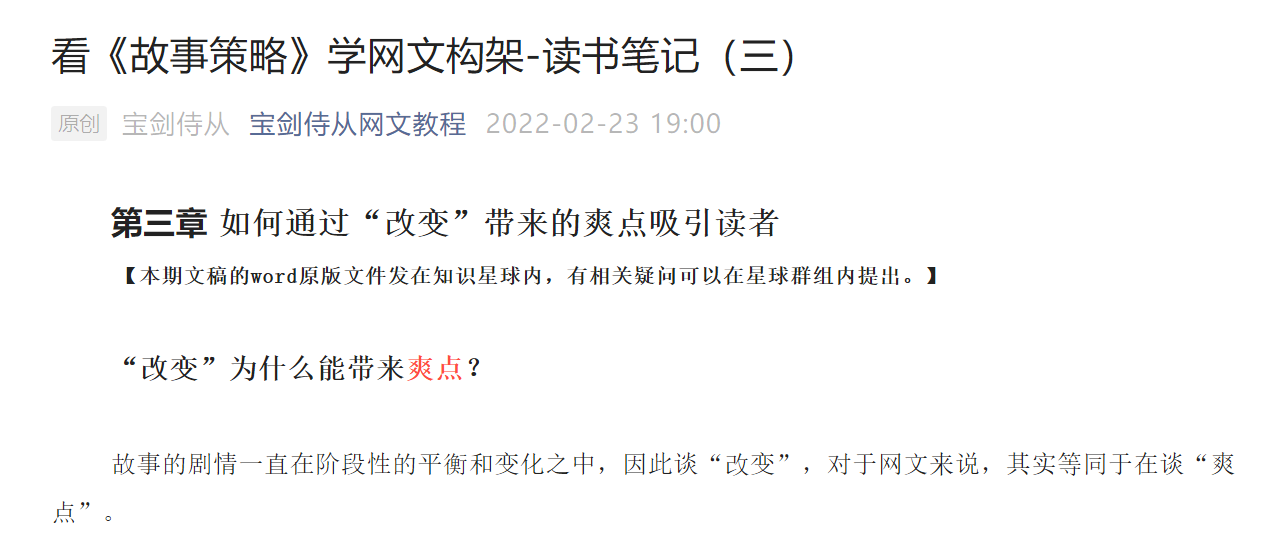 看《故事策略》学网文构架-读书笔记（三）
原创 宝剑侍从 宝剑侍从网文教程 2022-02-23 19:00
第三章 如何通过“改变”带来的爽点吸引读者
【本期文稿的word原版文件发在知识星球内，有相关疑问可以在星球群组内提出。】
“改变”为什么能带来爽点？
故事的剧情一直在阶段性的平衡和变化之中，因此谈“改变”，对于网文来说，其实等同于在谈“爽
点”。